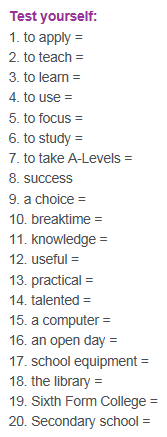 Test yourself:
1. to apply =
2. to teach =
3. to learn =
4. to use =
5. to focus =
6. to study =
7. to take A-Levels =
8. success
9. a choice =
10. breaktime =
11. knowledge =
12. useful =
13. practical =
14. talented =
15. a computer =
16. an open day =
17. school equipment =
18. the library =
19. Sixth Form College =
20. Secondary school =